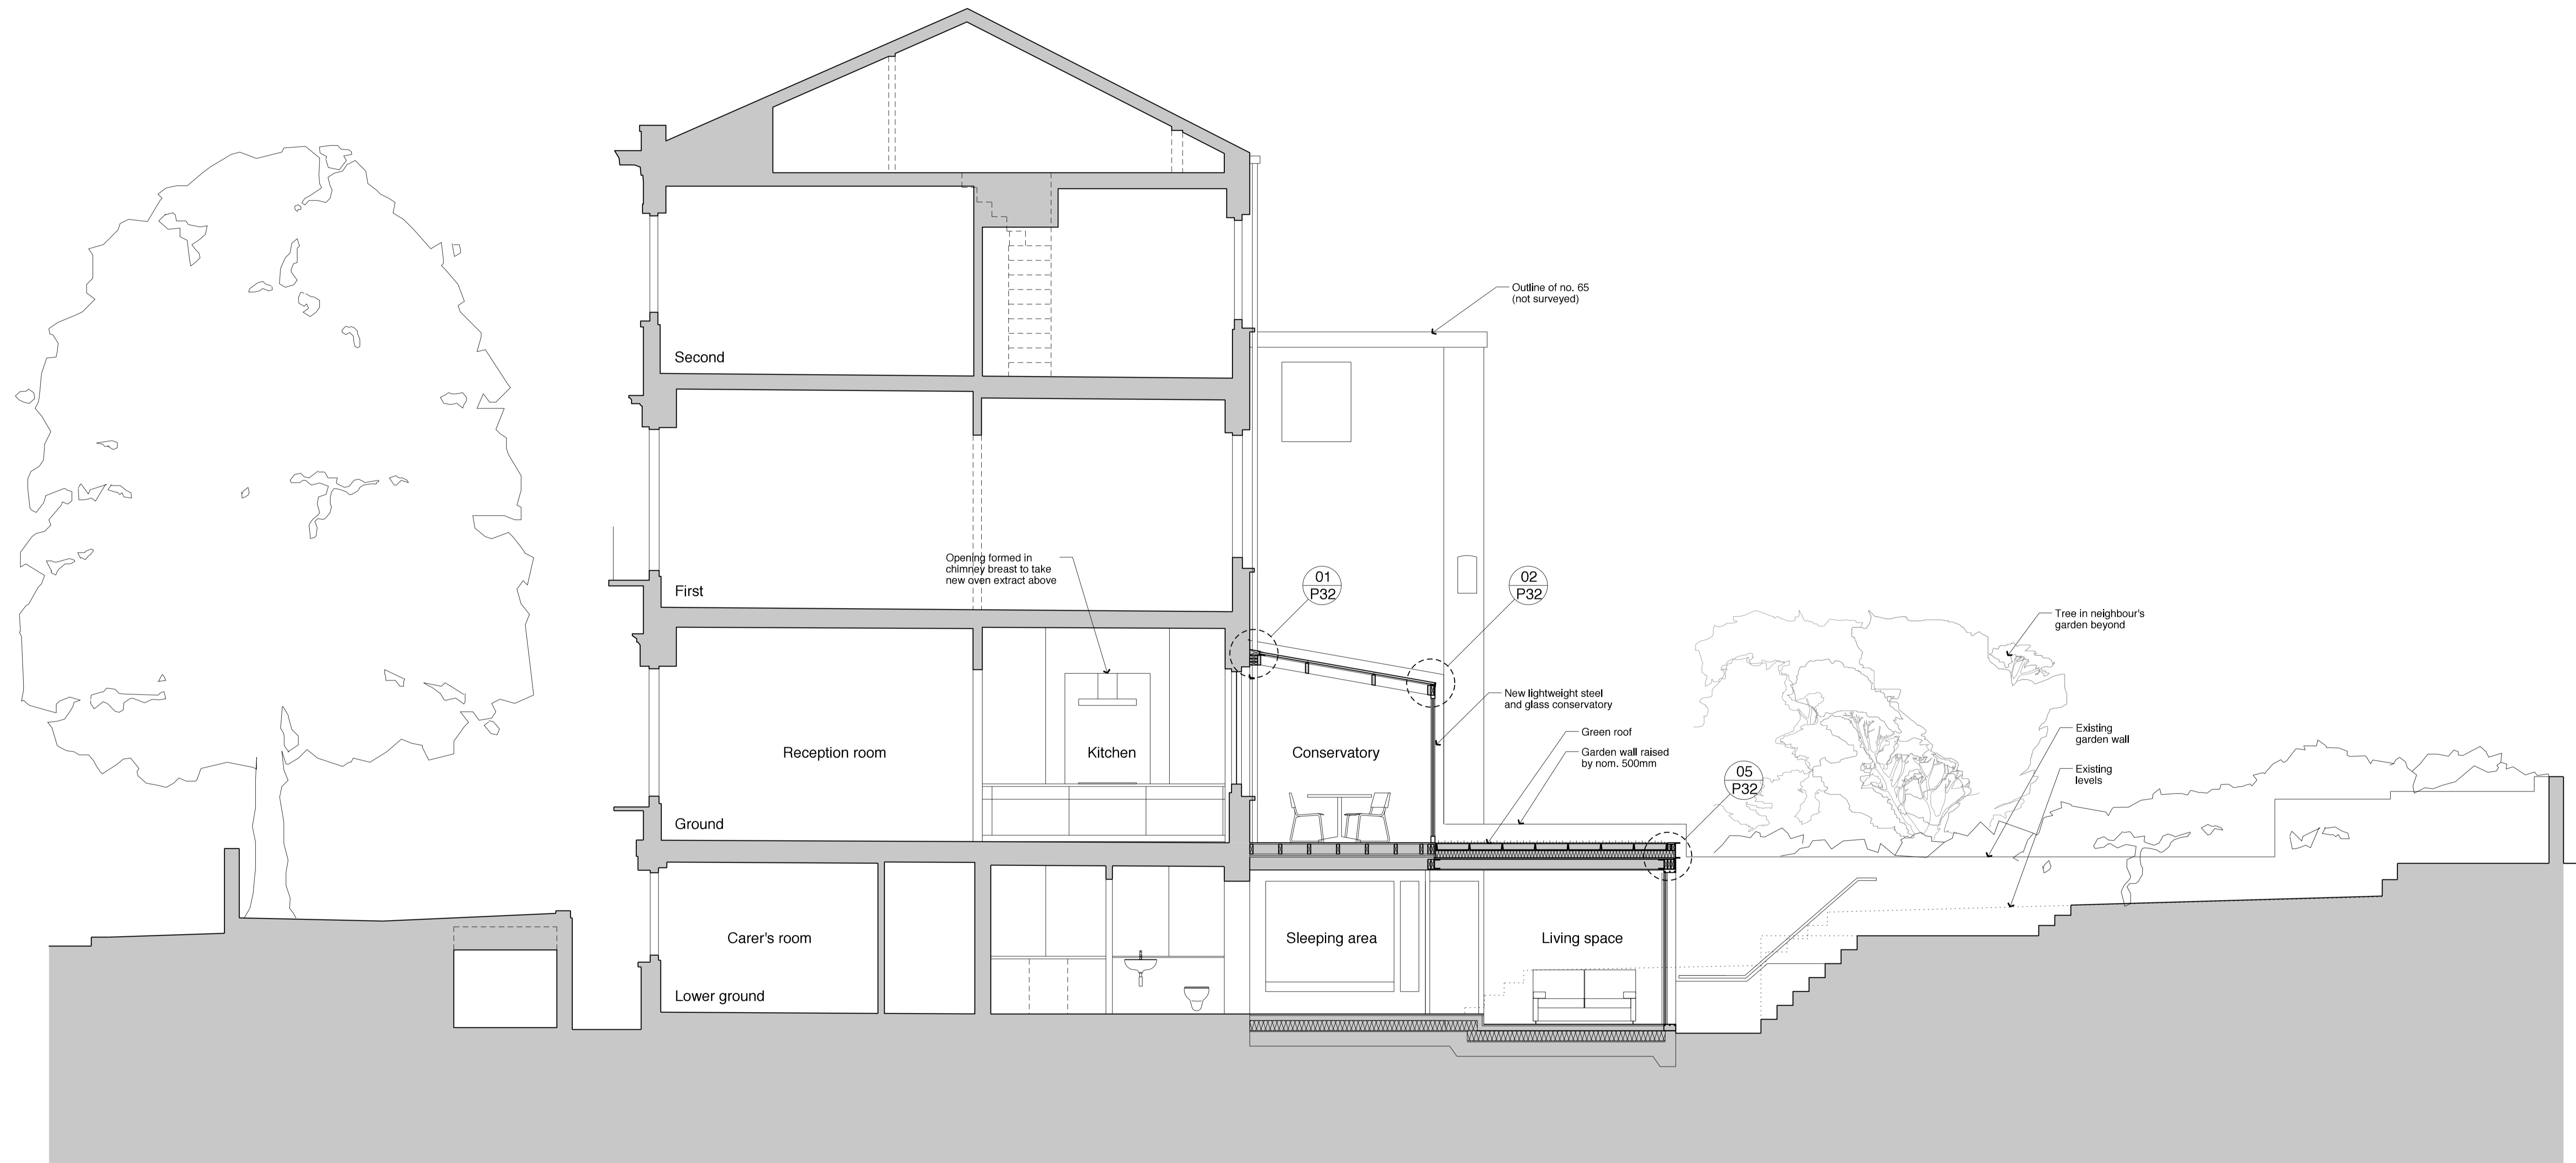 Outline of no. 65
(not surveyed)
Second
Opening formed in
chimney breast to take
new oven extract above
First
01
P32
02
P32
Tree in neighbour's
garden beyond
New lightweight steel
and glass conservatory
Green roof
Garden wall raised
by nom. 500mm
Existing
garden wall
Existing
levels
05
P32
Reception room
Kitchen
Conservatory
Ground
Carer's room
Sleeping area
Living space
Lower ground